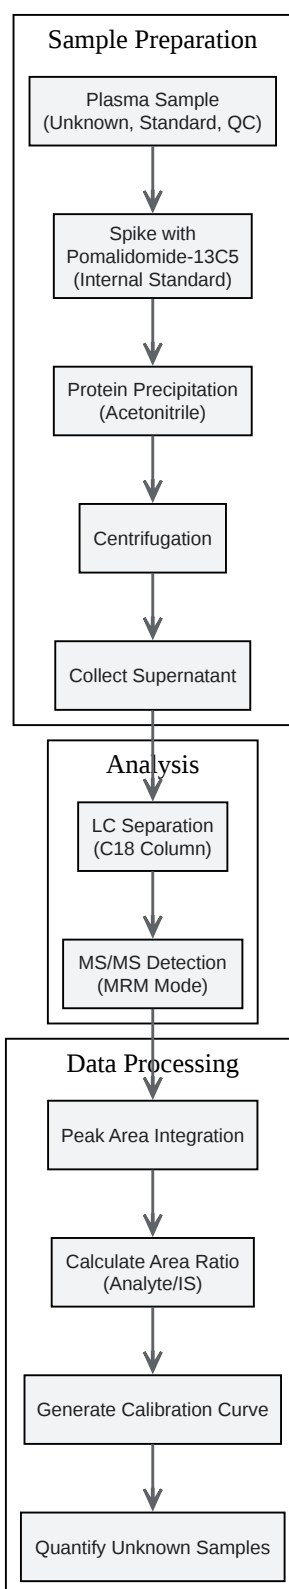 Sample Preparation
Plasma Sample
(Unknown, Standard, QC)
Spike with
Pomalidomide-13C5
(Internal Standard)
Protein Precipitation
(Acetonitrile)
Centrifugation
Collect Supernatant
Analysis
LC Separation
(C18 Column)
MS/MS Detection
(MRM Mode)
Data Processing
Peak Area Integration
Calculate Area Ratio
(Analyte/IS)
Generate Calibration Curve
Quantify Unknown Samples